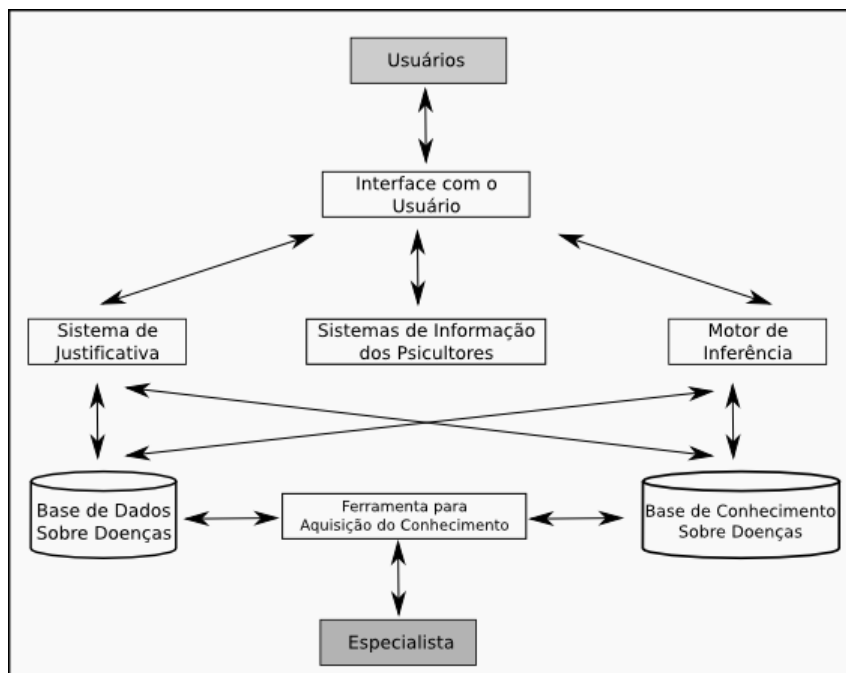 Usuários
Interface com o
Usuário
Sistema de
Justificativa
Sistemas de Informação
dos Psicultores
Motor de
Inferência
Base de Dados
Sobre Doenças
Ferramenta para
Aquisição do Conhecimento
Base de Conhecimento
Sobre Doenças
Especialista